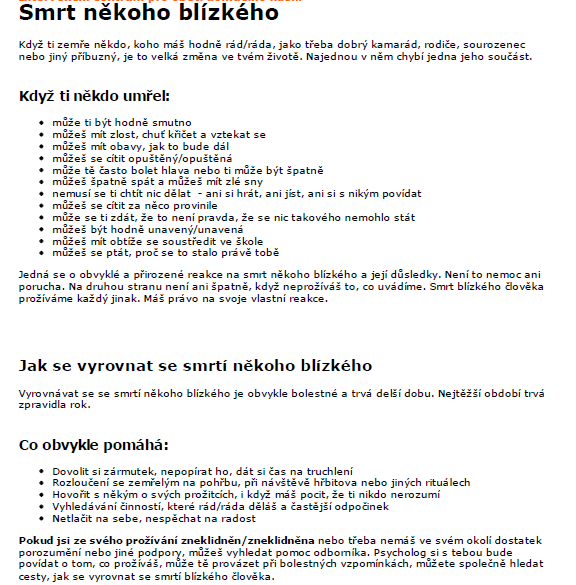 Smrt někoho blízkého
Když ti zemře někdo, koho máš hodně rád/ráda, jako třeba dobrý kamarád, rodiče, sourozenec
nebo jiný příbuzný, je to velká změna ve tvém životě. Najednou v něm chybí jedna jeho součást.
Když ti někdo umřel:
• může ti být hodně smutno
• můžeš mít zlost, chuť křičet a vztekat se
• můžeš mít obavy, jak to bude dál
• můžeš se cítit opuštěný/opuštěná
• může tě často bolet hlava nebo ti může být špatně
• můžeš špatně spát a můžeš mít zlé sny
• nemusí se ti chtít nic dělat - ani si hrát, ani jíst, ani si s nikým povídat
• můžeš se cítit za něco provinile
• může se ti zdát, že to není pravda, že se nic takového nemohlo stát
• můžeš být hodně unavený/unavená
• můžeš mít obtíže se soustředit ve škole
• můžeš se ptát, proč se to stalo právě tobě
Jedná se o obvyklé a přirozené reakce na smrt někoho blízkého a její důsledky. Není to nemoc ani
porucha. Na druhou stranu není ani špatně, když neprožíváš to, co uvádíme. Smrt blízkého člověka
prožíváme každý jinak. Máš právo na svoje vlastní reakce.
Jak se vyrovnat se smrtí někoho blízkého
Vyrovnávat se se smrtí někoho blízkého je obvykle bolestné a trvá delší dobu. Nejtěžší období trvá
zpravidla rok.
Co obvykle pomáhá:
• Dovolit si zármutek, nepopírat ho, dát si čas na truchlení
• Rozloučení se zemřelým na pohřbu, při návštěvě hřbitova nebo jiných rituálech
• Hovořit s někým o svých prožitcích, i když máš pocit, že ti nikdo nerozumí
• Vyhledávání činností, které rád/ráda děláš a častější odpočinek
• Netlačit na sebe, nespěchat na radost
Pokud jsi ze svého prožívání zneklidněn/zneklidněna nebo třeba nemáš ve svém okolí dostatek
porozumění nebo jiné podpory, můžeš vyhledat pomoc odborníka. Psycholog si s tebou bude
povídat o tom, co prožíváš, může tě provázet při bolestných vzpomínkách, můžete společně hledat
cesty, jak se vyrovnat se smrtí blízkého člověka.